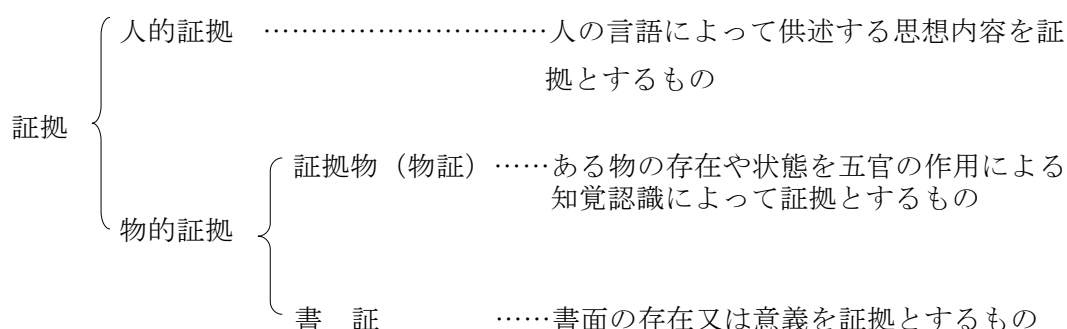 人的証拠 ……………………………人の言語によって供述する思想内容を証
拠とするもの
証拠
証拠物（物証）……ある物の存在や状態を五官の作用による
知覚認識によって証拠とするもの
物的証拠
書　証 ……書面の存在又は意義を証拠とするもの